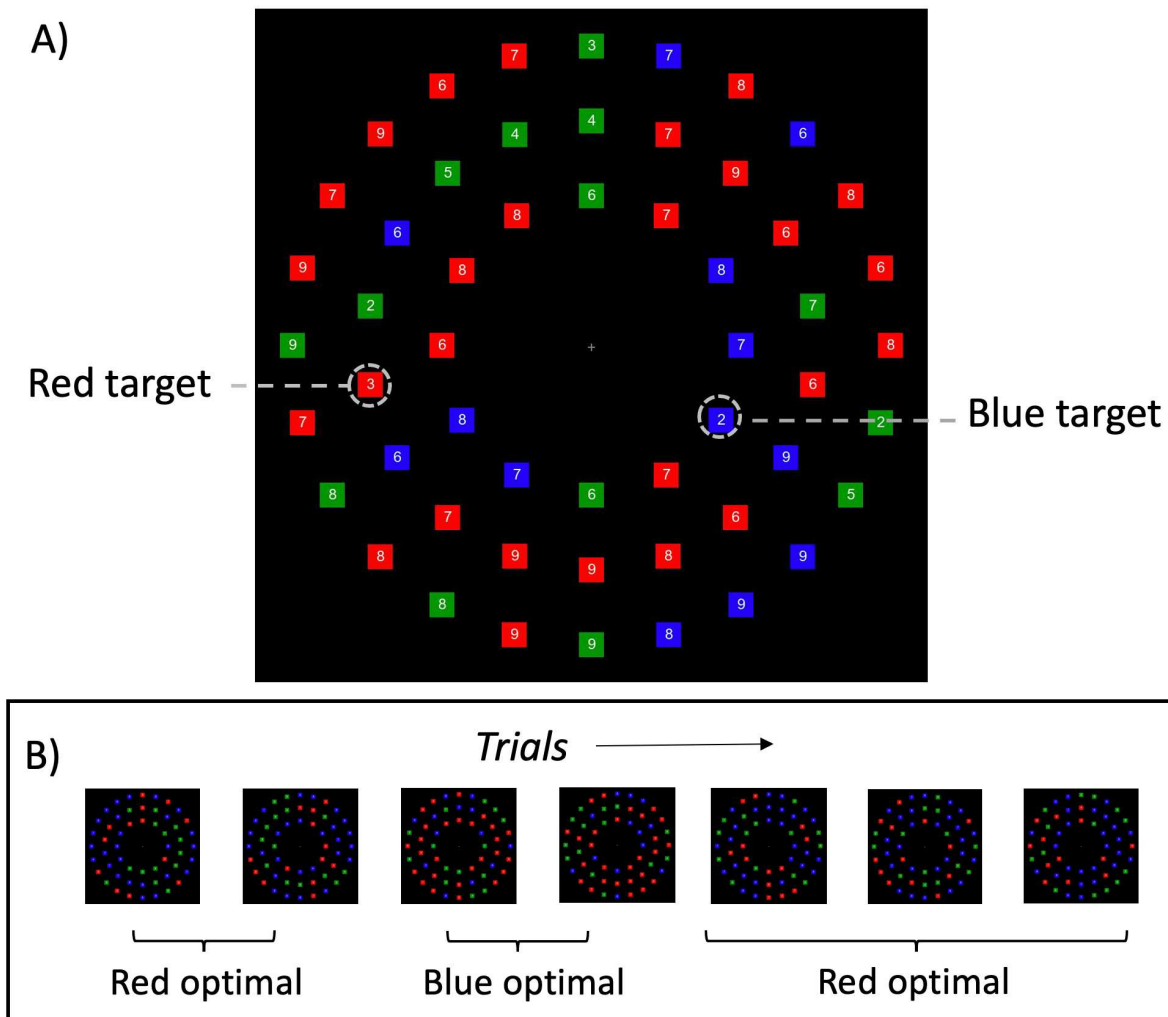 A)
3
7 7
6 8
4
9 4 7 6
5 9
7 6 8
8 7
6 6
9 8 8 6
2 7
9 6 + 7 8
Red target 3 6
7 8 2 2 Blue target
6 9
7 7
8 6 5
7 6
8 9 8 9
9
8 9
9 8
9
B)
Trials
Red optimal Blue optimal Red optimal